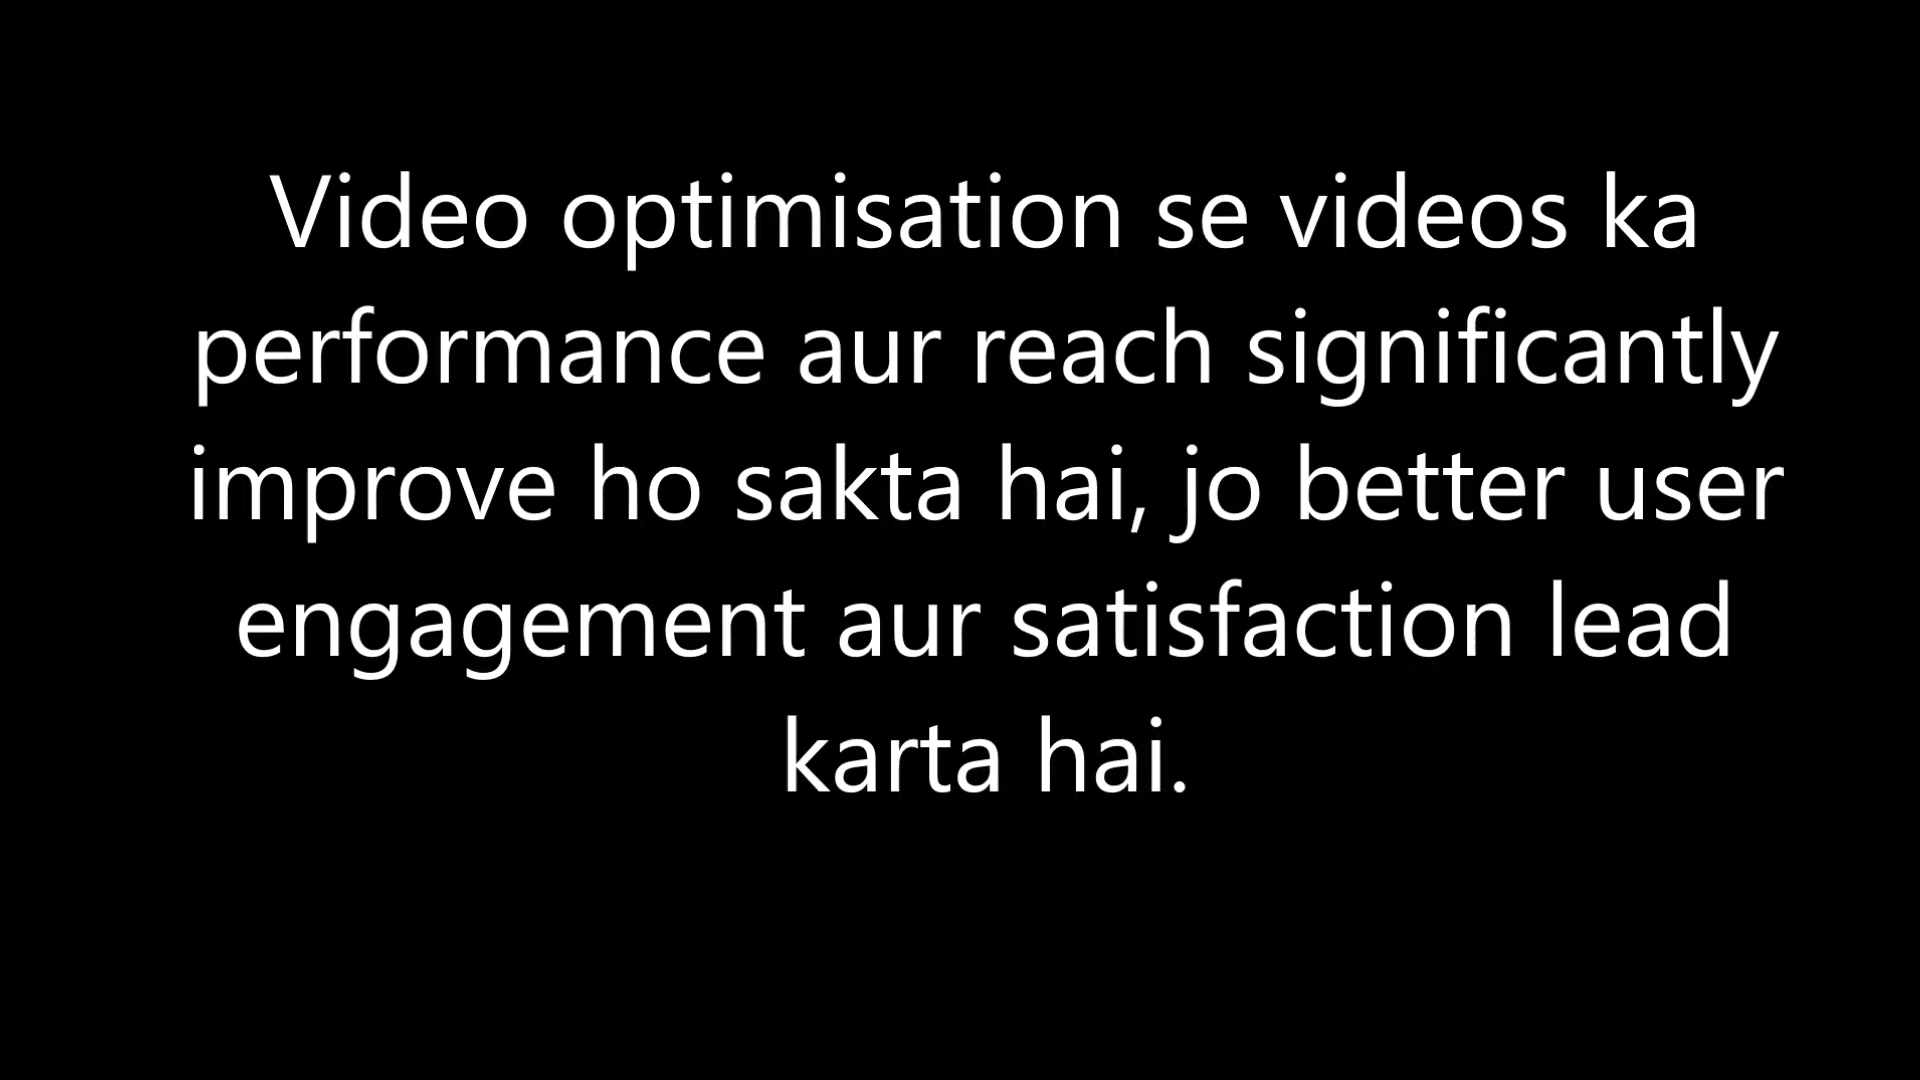 Video optimisation se videos ka
performance aur reach significantly
improve ho sakta hai, jo better user
engagement aur satisfaction lead
karta hai.